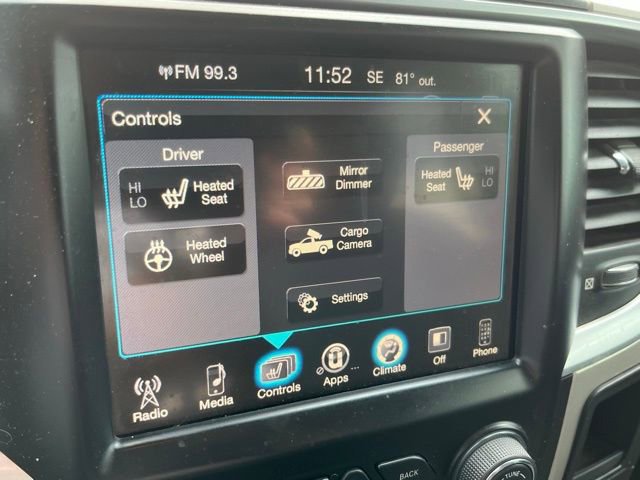 FM 99.3 11:52 SE 81° out.
Controls X
Driver
HI
LO
Heated
Seat
Heated
Wheel
Mirror
Dimmer
Cargo
Camera
Settings
Passenger
Heated
Seat
HI
LO
Radio Media Controls Apps ... Climate Off Phone
BACK
TUNE